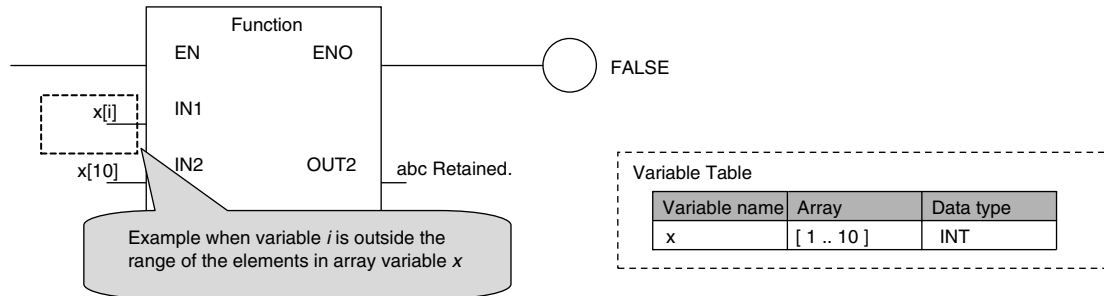 Function
EN ENO
FALSE
x[i] IN1
x[10] IN2 OUT2 abc Retained.
Example when variable i is outside the
range of the elements in array variable x
Variable Table
Variable name Array Data type
x [ 1 .. 10 ] INT